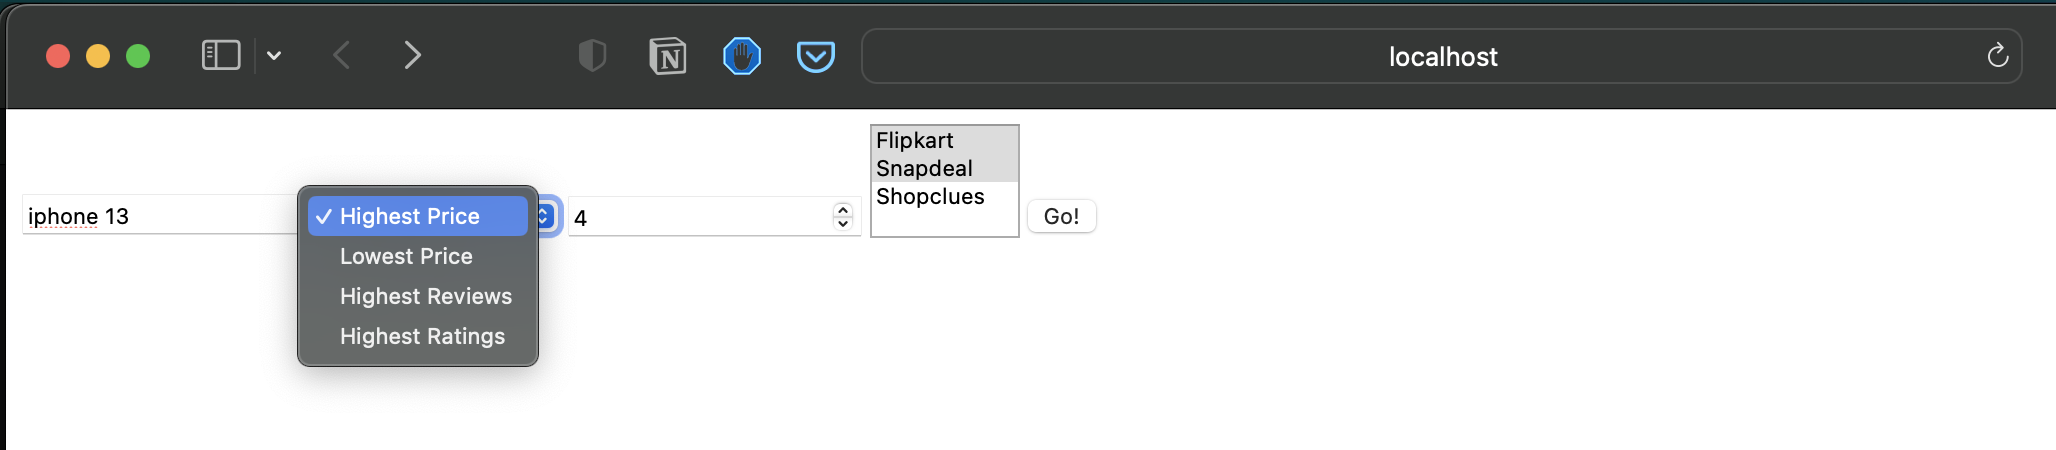 localhost
Flipkart
Snapdeal
Shopclues
iphone 13
Highest Price
Lowest Price
Highest Reviews
Highest Ratings
4
Go!